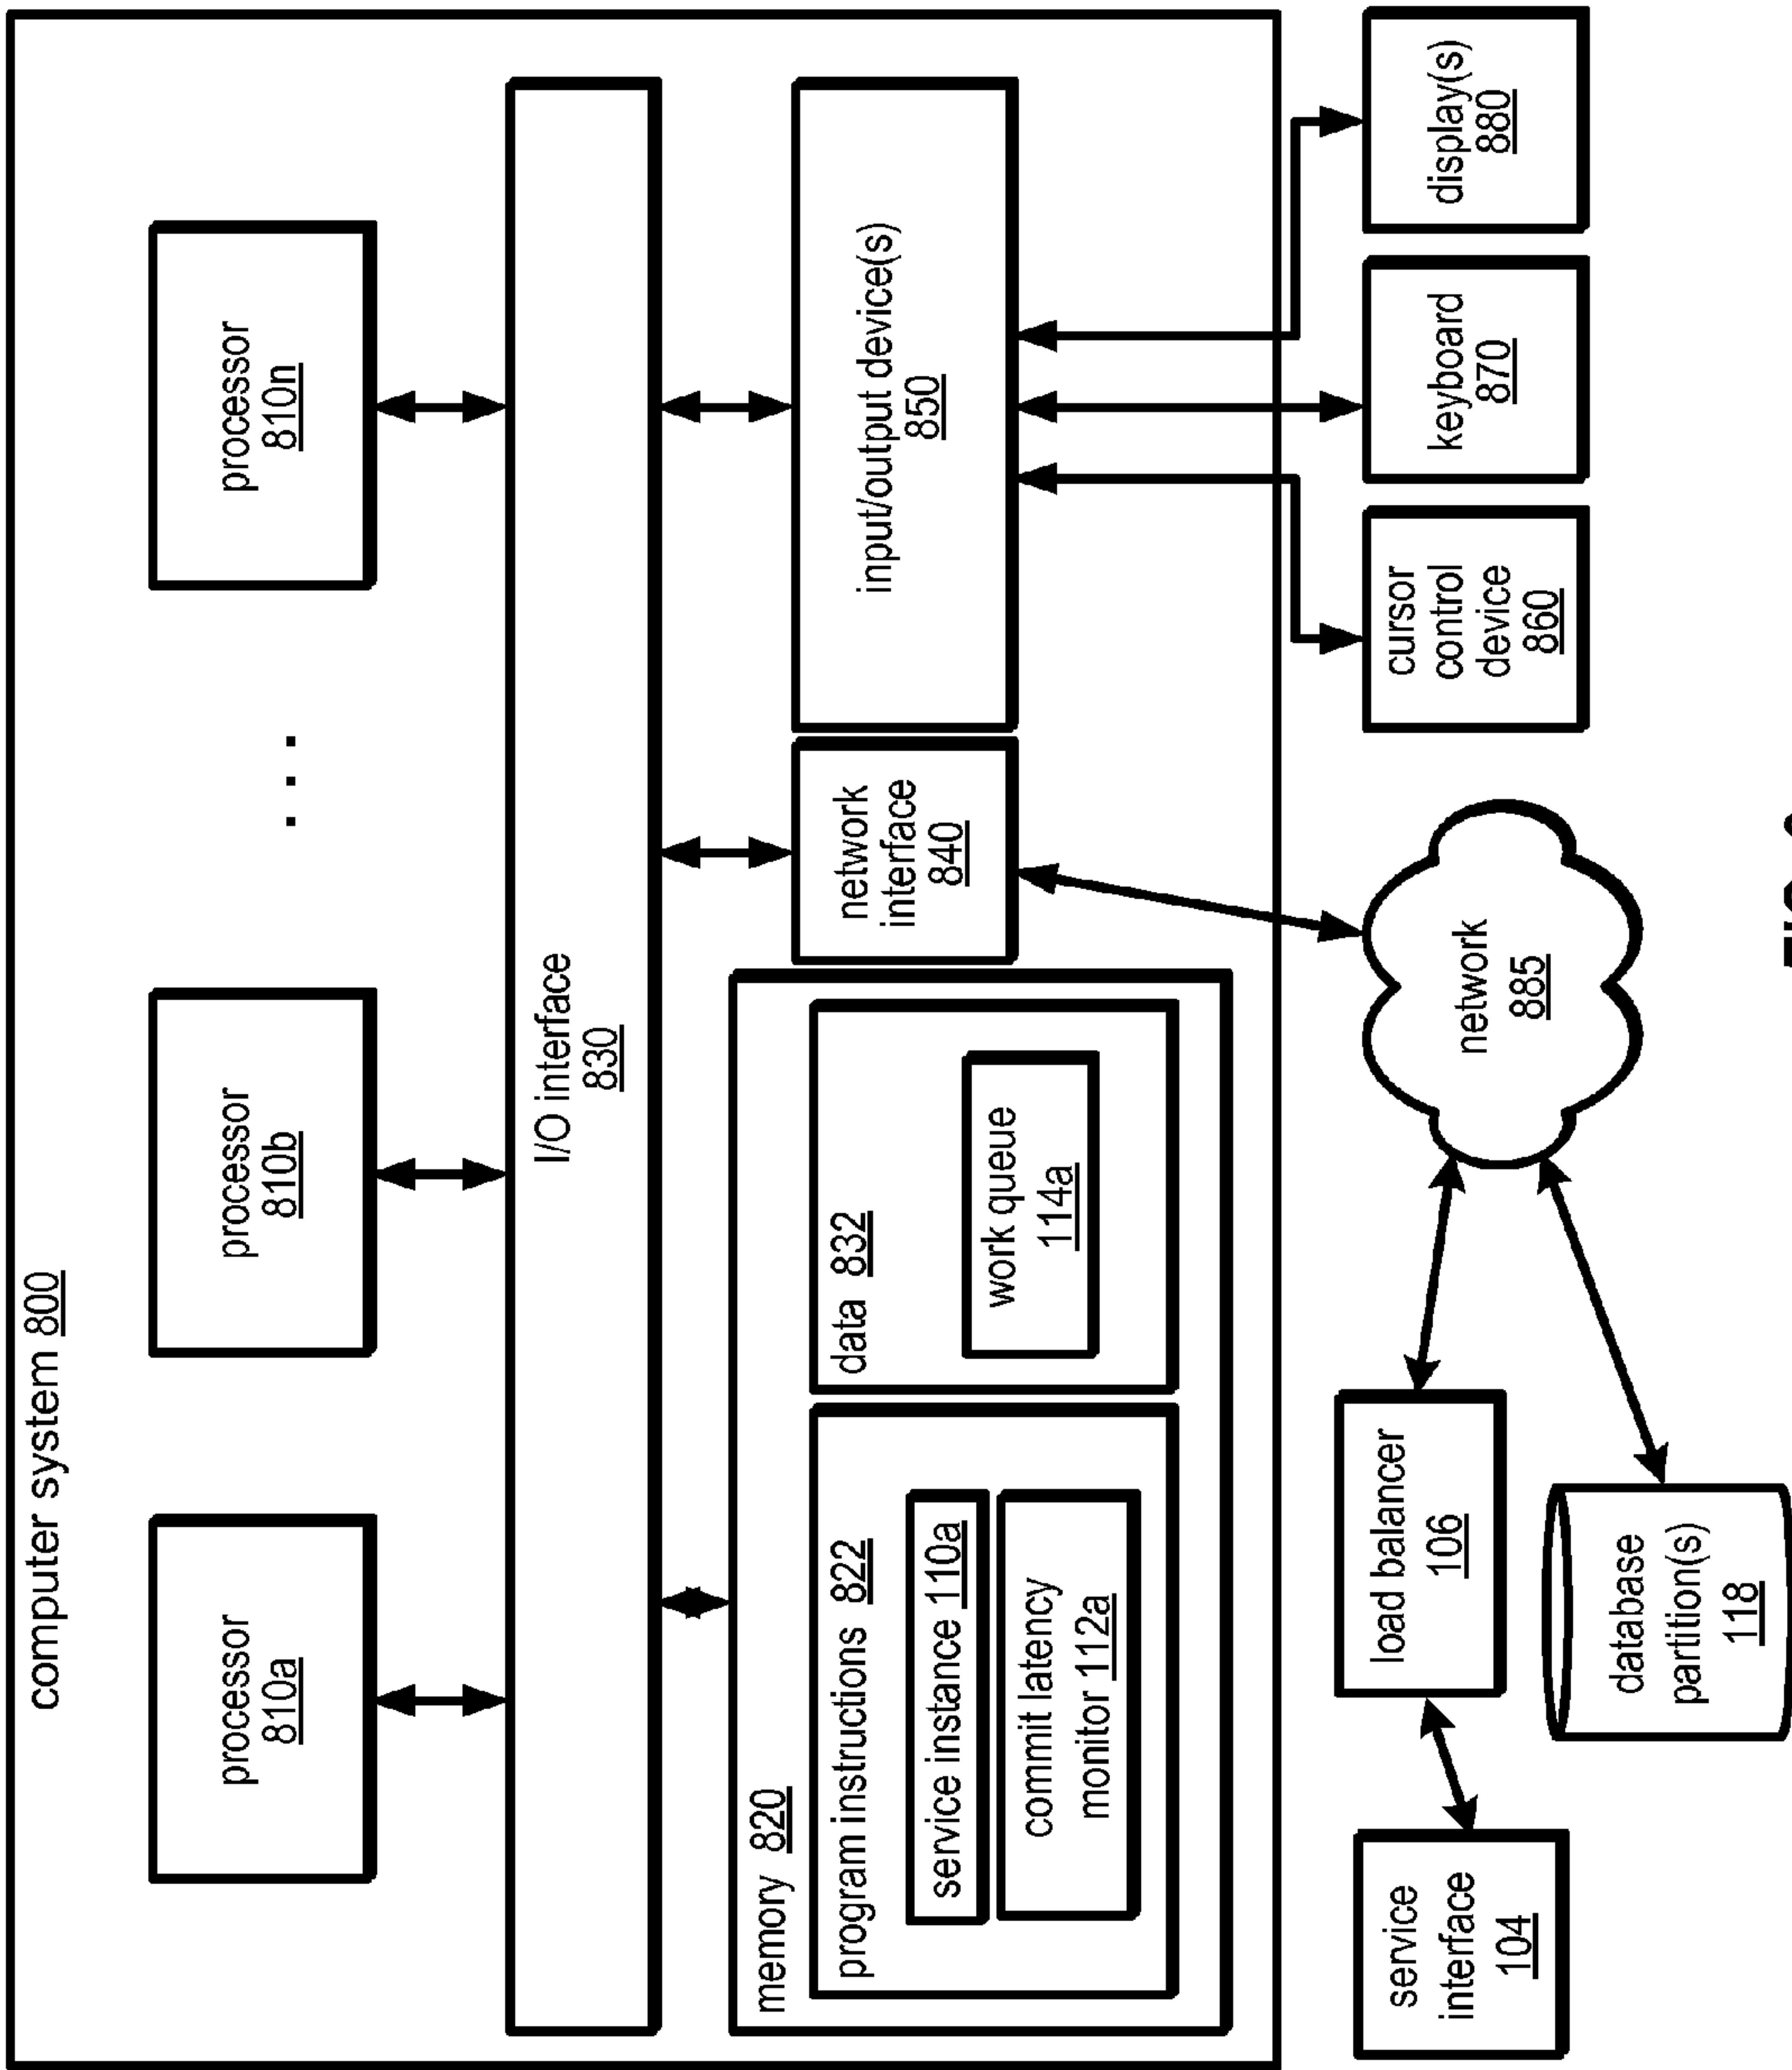 computer system 800
processor
810a
processor
810b
. . .
processor
810n
I/O interface
830
memory 820
program instructions 822
service instance 110a
commit latency
monitor 112a
data 832
work queue
114a
network
interface
840
input/output device(s)
850
service
interface
104
load balancer
106
database
partition(s)
118
network
885
cursor
control
device
860
keyboard
870
display(s)
880